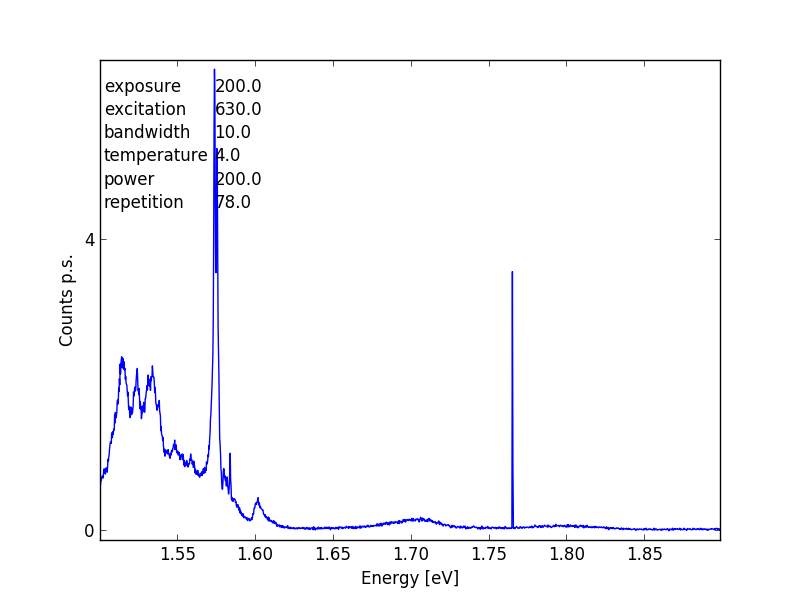 exposure 200.0
excitation 630.0
bandwidth 10.0
temperature 4.0
power 200.0
repetition 78.0
4
Counts p.s.
0
1.55 1.60 1.65 1.70 1.75 1.80 1.85
Energy [eV]